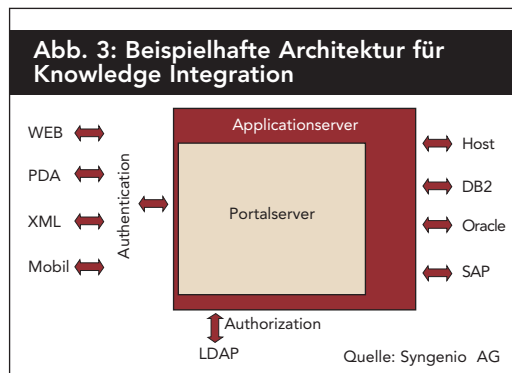 Abb. 3: Beispielhafte Architektur für
Knowledge Integration
WEB
PDA
XML
Mobil
Authentication
Applicationserver
Portalserver
Host
DB2
Oracle
SAP
Authorization
LDAP
Quelle: Syngenio AG